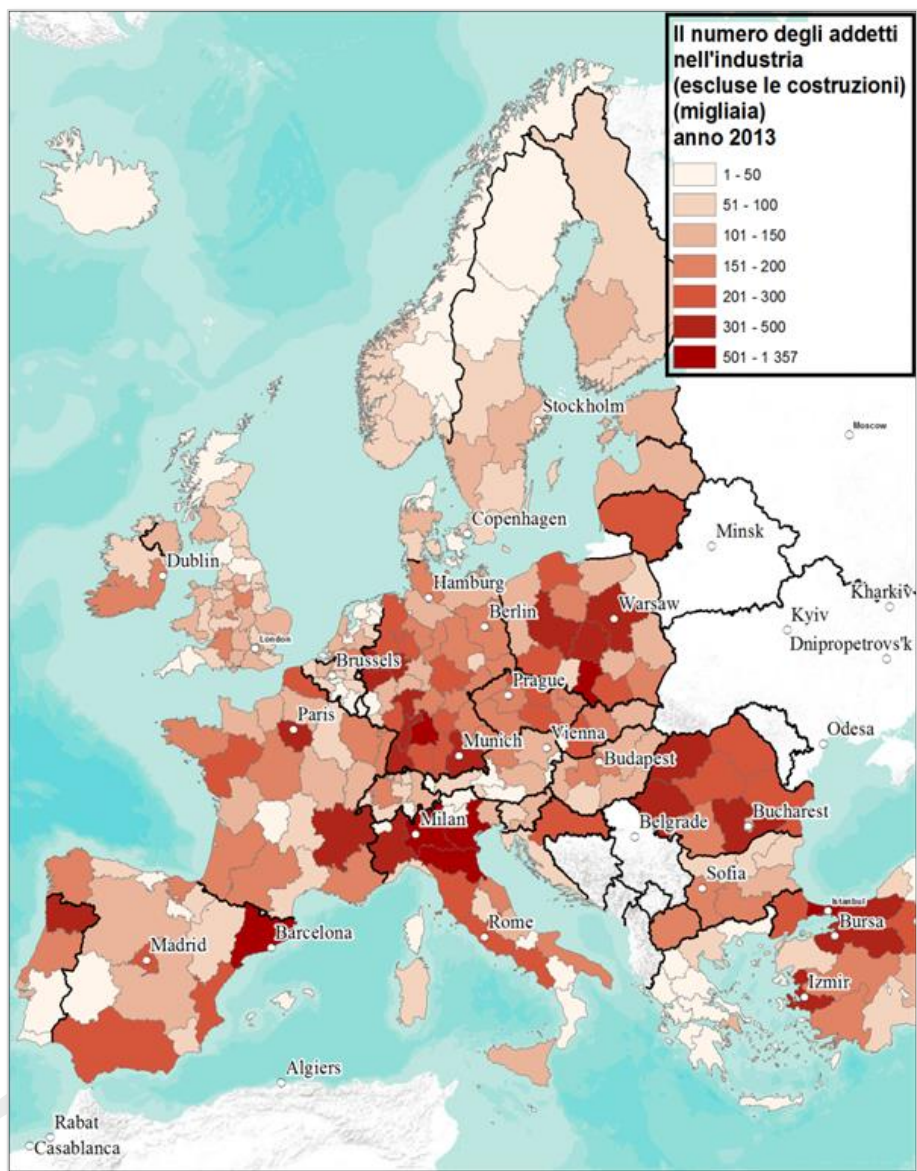 Il numero degli addetti
nell'industria
(escluse le costruzioni)
(migliaia)
anno 2013
1 - 50
51 - 100
101 - 150
151 - 200
201 - 300
301 - 500
501 - 1 357
Stockholm
Moscow
Copenhagen
Minsk
Dublin
Hamburg
Kharkiv
Berlin
Warsaw
Kyiv
London
Dnipropetrovs'k
Brussels
Prague
Paris
Vienna
Odesa
Munich
Budapest
Milan
Belgrade
Bucharest
Sofia
Istanbul
Rome
Bursa
Barcelona
Madrid
Izmir
Algiers
Rabat
Casablanca